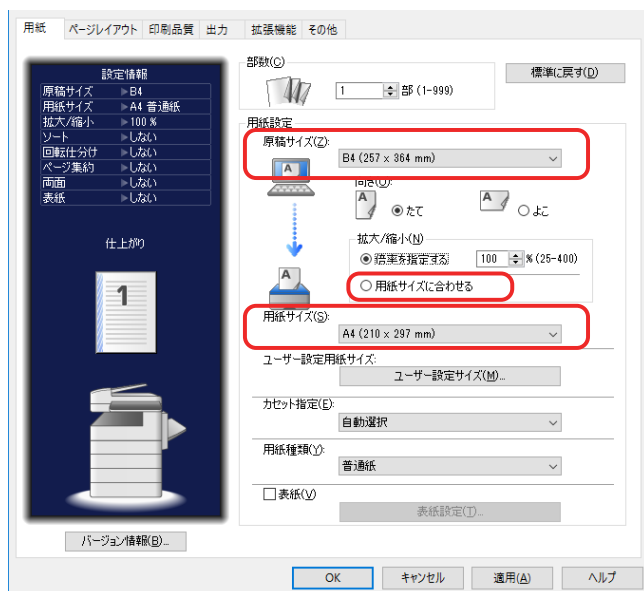 用紙 ページレイアウト 印刷品質 出力 拡張機能 その他
設定情報
原稿サイズ ▶B4
用紙サイズ ▶A4 普通紙
拡大/縮小 ▶100 %
ソート ▶しない
回転仕分け ▶しない
ページ集約 ▶しない
両面 ▶しない
表紙 ▶しない
仕上がり
1
バージョン情報(B)...
部数(C)
1 部 (1-999)
標準に戻す(D)
用紙設定
原稿サイズ(Z):
B4 (257 x 364 mm)
A
向き(O):
A たて A よこ
拡大/縮小(N)
倍率を指定する 100 % (25-400)
用紙サイズに合わせる
A
用紙サイズ(S):
A4 (210 x 297 mm)
ユーザー設定用紙サイズ:
ユーザー設定サイズ(M)...
カセット指定(E):
自動選択
用紙種類(Y):
普通紙
表紙(V)
表紙設定(T)...
OK キャンセル 適用(A) ヘルプ